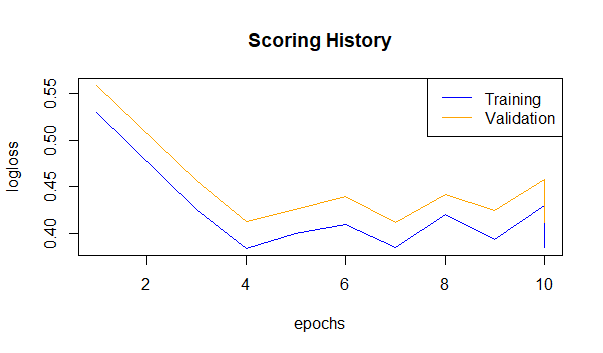 Scoring History
Training
Validation
0.55
0.50
0.45
0.40
logloss
2 4 6 8 10
epochs